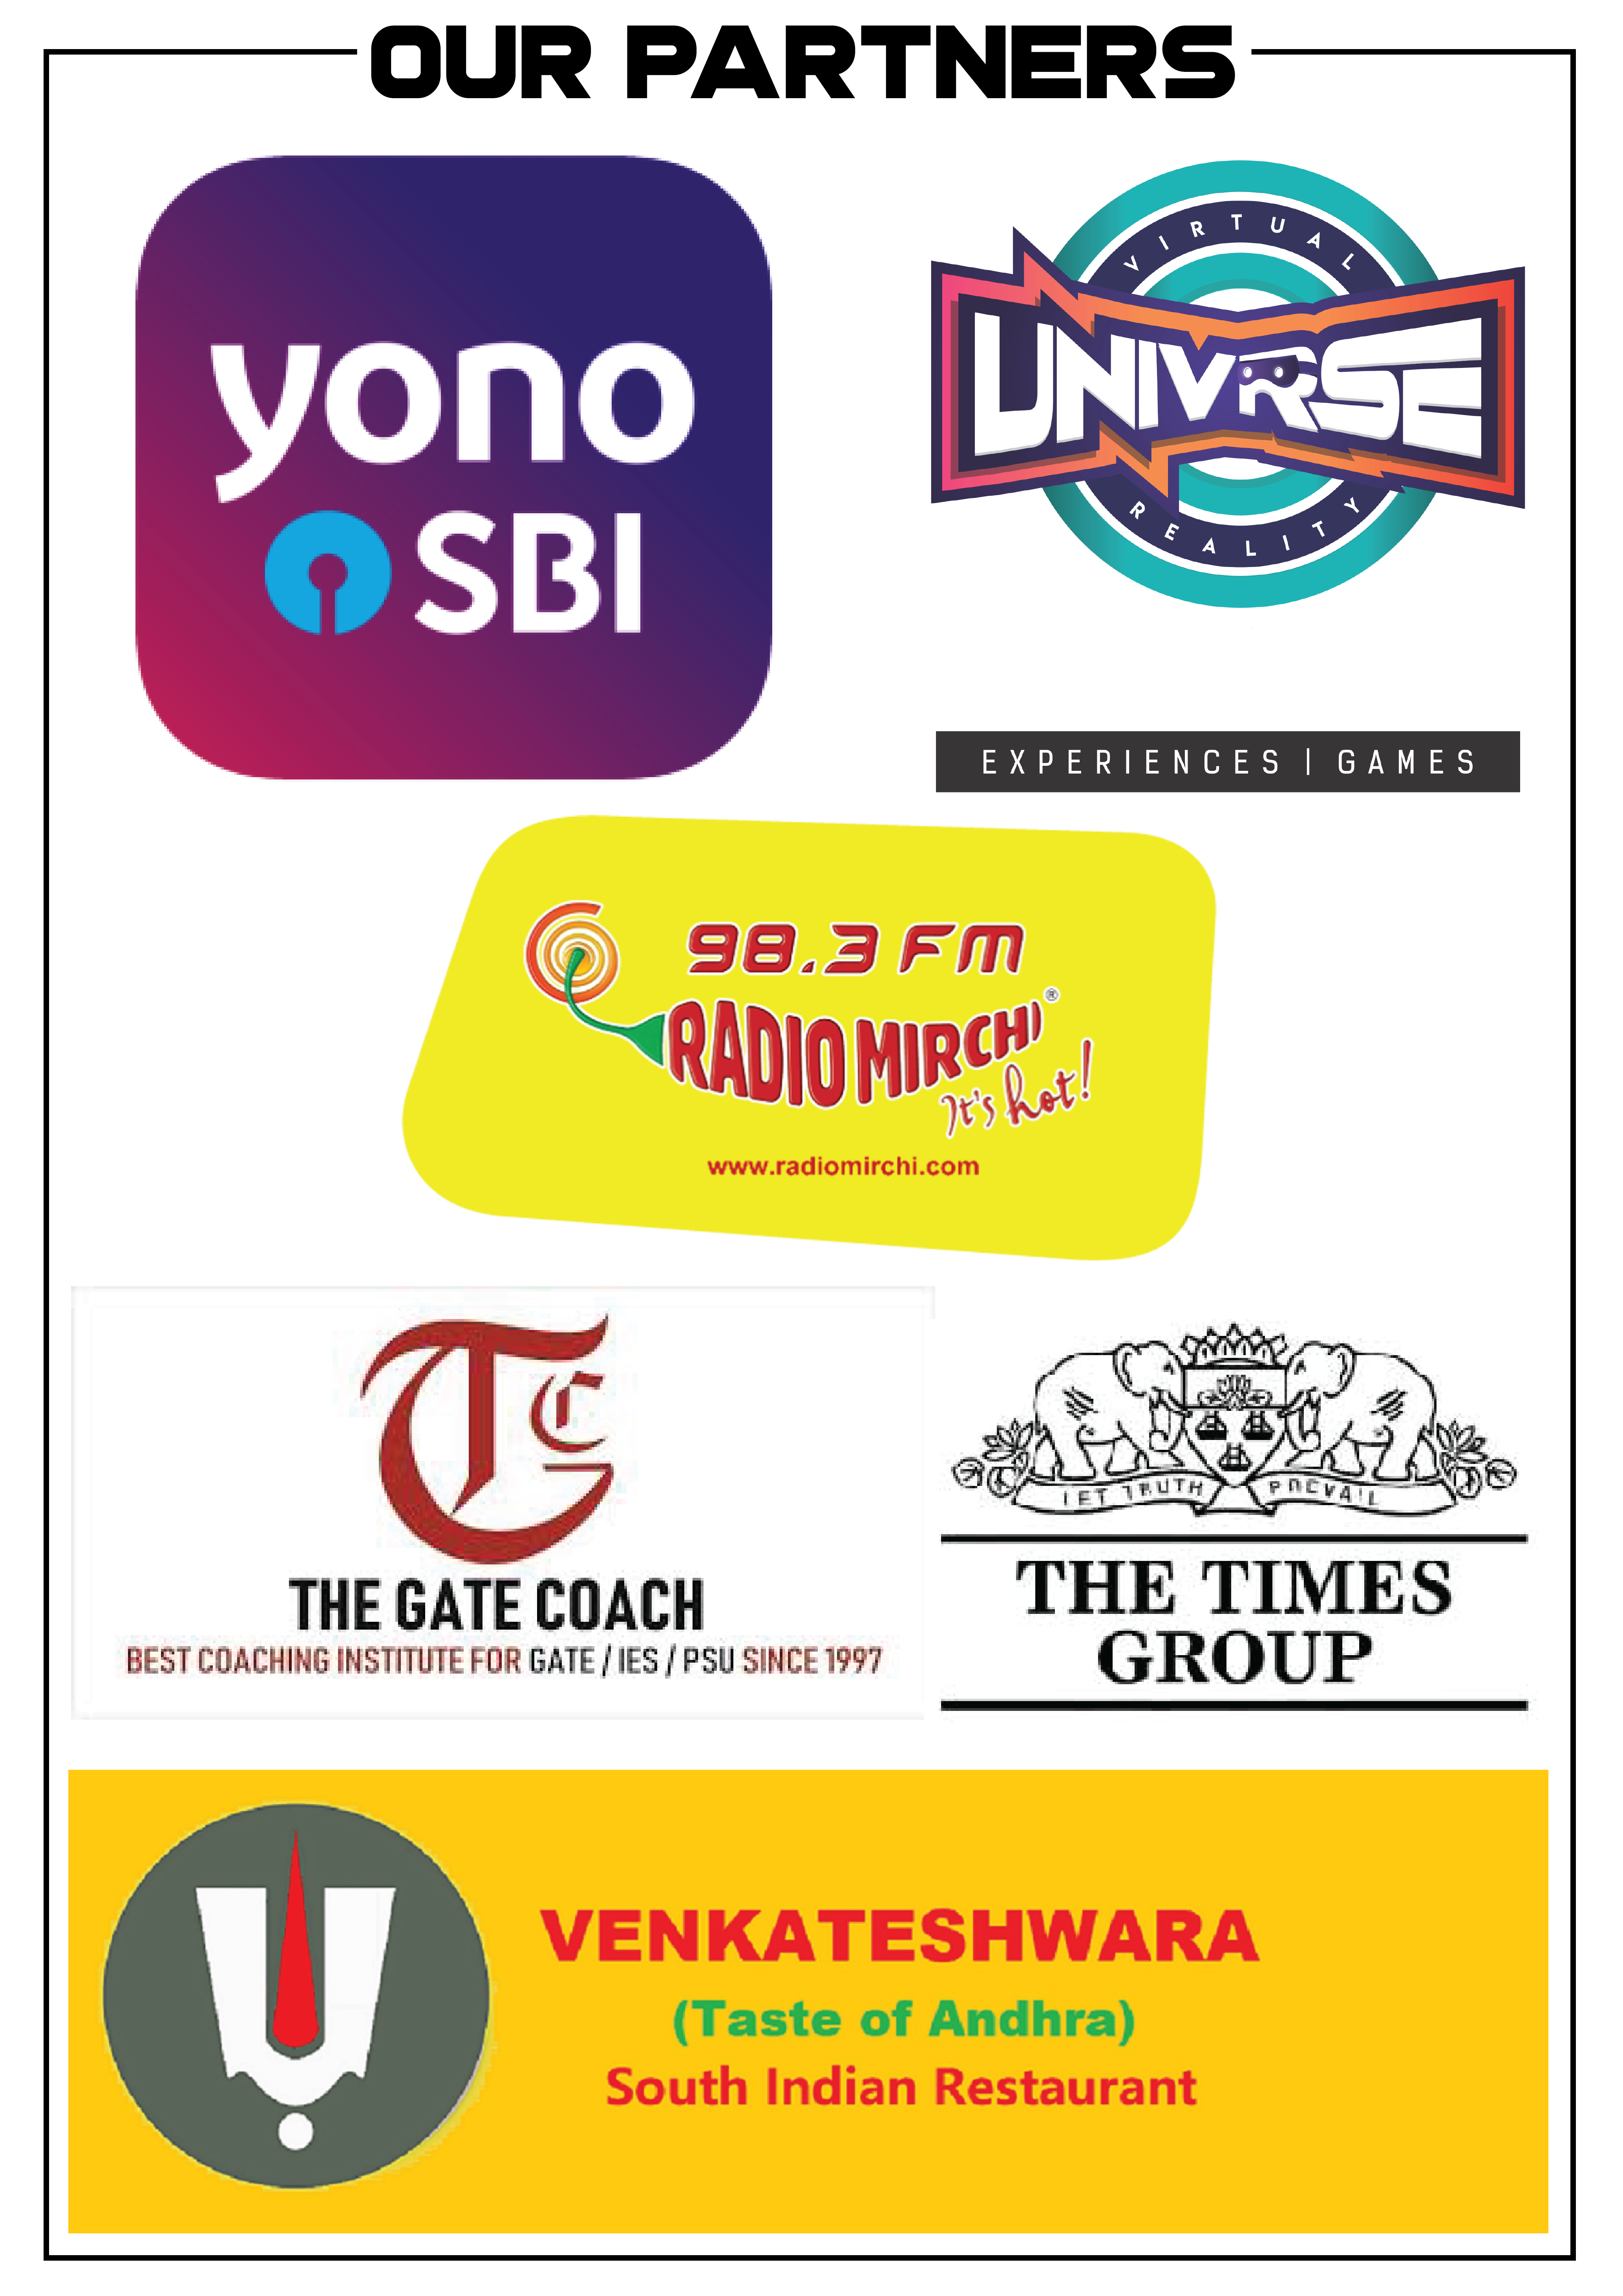 OUR PARTNERS
yono
SBI
VIRTUAL
UNIVRSE
REALITY
EXPERIENCES | GAMES
98.3 FM
RADIO MIRCHI®
It's hot!
www.radiomirchi.com
TGC
THE GATE COACH
BEST COACHING INSTITUTE FOR GATE / IES / PSU SINCE 1997
LET TRUTH PREVAIL
THE TIMES
GROUP
VENKATESHWARA
(Taste of Andhra)
South Indian Restaurant